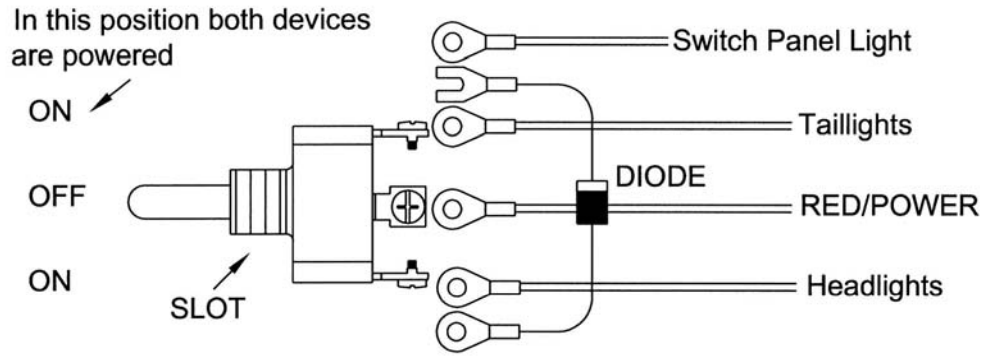 In this position both devices
are powered
Switch Panel Light
ON
Taillights
DIODE
OFF
RED/POWER
ON
Headlights
SLOT